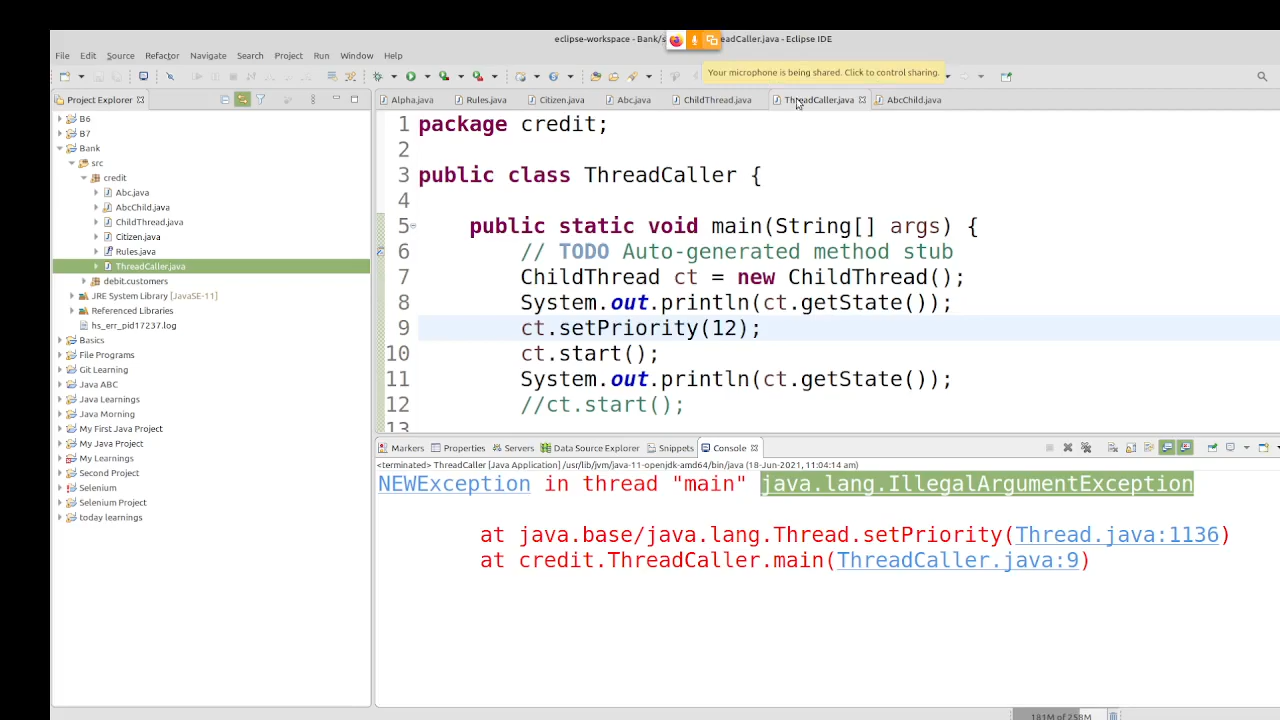 eclipse-workspace - Bank/s eadCaller.java - Eclipse IDE
File Edit Source Refactor Navigate Search Project Run Window Help
Your microphone is being shared. Click to control sharing.
Project Explorer
Alpha.java Rules.java Citizen.java Abc.java ChildThread.java ThreadCaller.java AbcChild.java
B6
B7
Bank
src
credit
Abc.java
AbcChild.java
ChildThread.java
Citizen.java
Rules.java
ThreadCaller.java
debit.customers
JRE System Library [JavaSE-11]
Referenced Libraries
hs_err_pid17237.log
Basics
File Programs
Git Learning
Java ABC
Java Learnings
Java Morning
My First Java Project
My Java Project
My Learnings
Second Project
Selenium
Selenium Project
today learnings
1 package credit;
2
3 public class ThreadCaller {
4
5 public static void main(String[] args) {
6 // TODO Auto-generated method stub
7 ChildThread ct = new ChildThread();
8 System.out.println(ct.getState());
9 ct.setPriority(12);
10 ct.start();
11 System.out.println(ct.getState());
12 //ct.start();
13
Markers Properties Servers Data Source Explorer Snippets Console
<terminated> ThreadCaller [Java Application] /usr/lib/jvm/java-11-openjdk-amd64/bin/java (18-Jun-2021, 11:04:14 am)
NEWException in thread "main" java.lang.IllegalArgumentException
at java.base/java.lang.Thread.setPriority(Thread.java:1136)
at credit.ThreadCaller.main(ThreadCaller.java:9)
181M of 258M